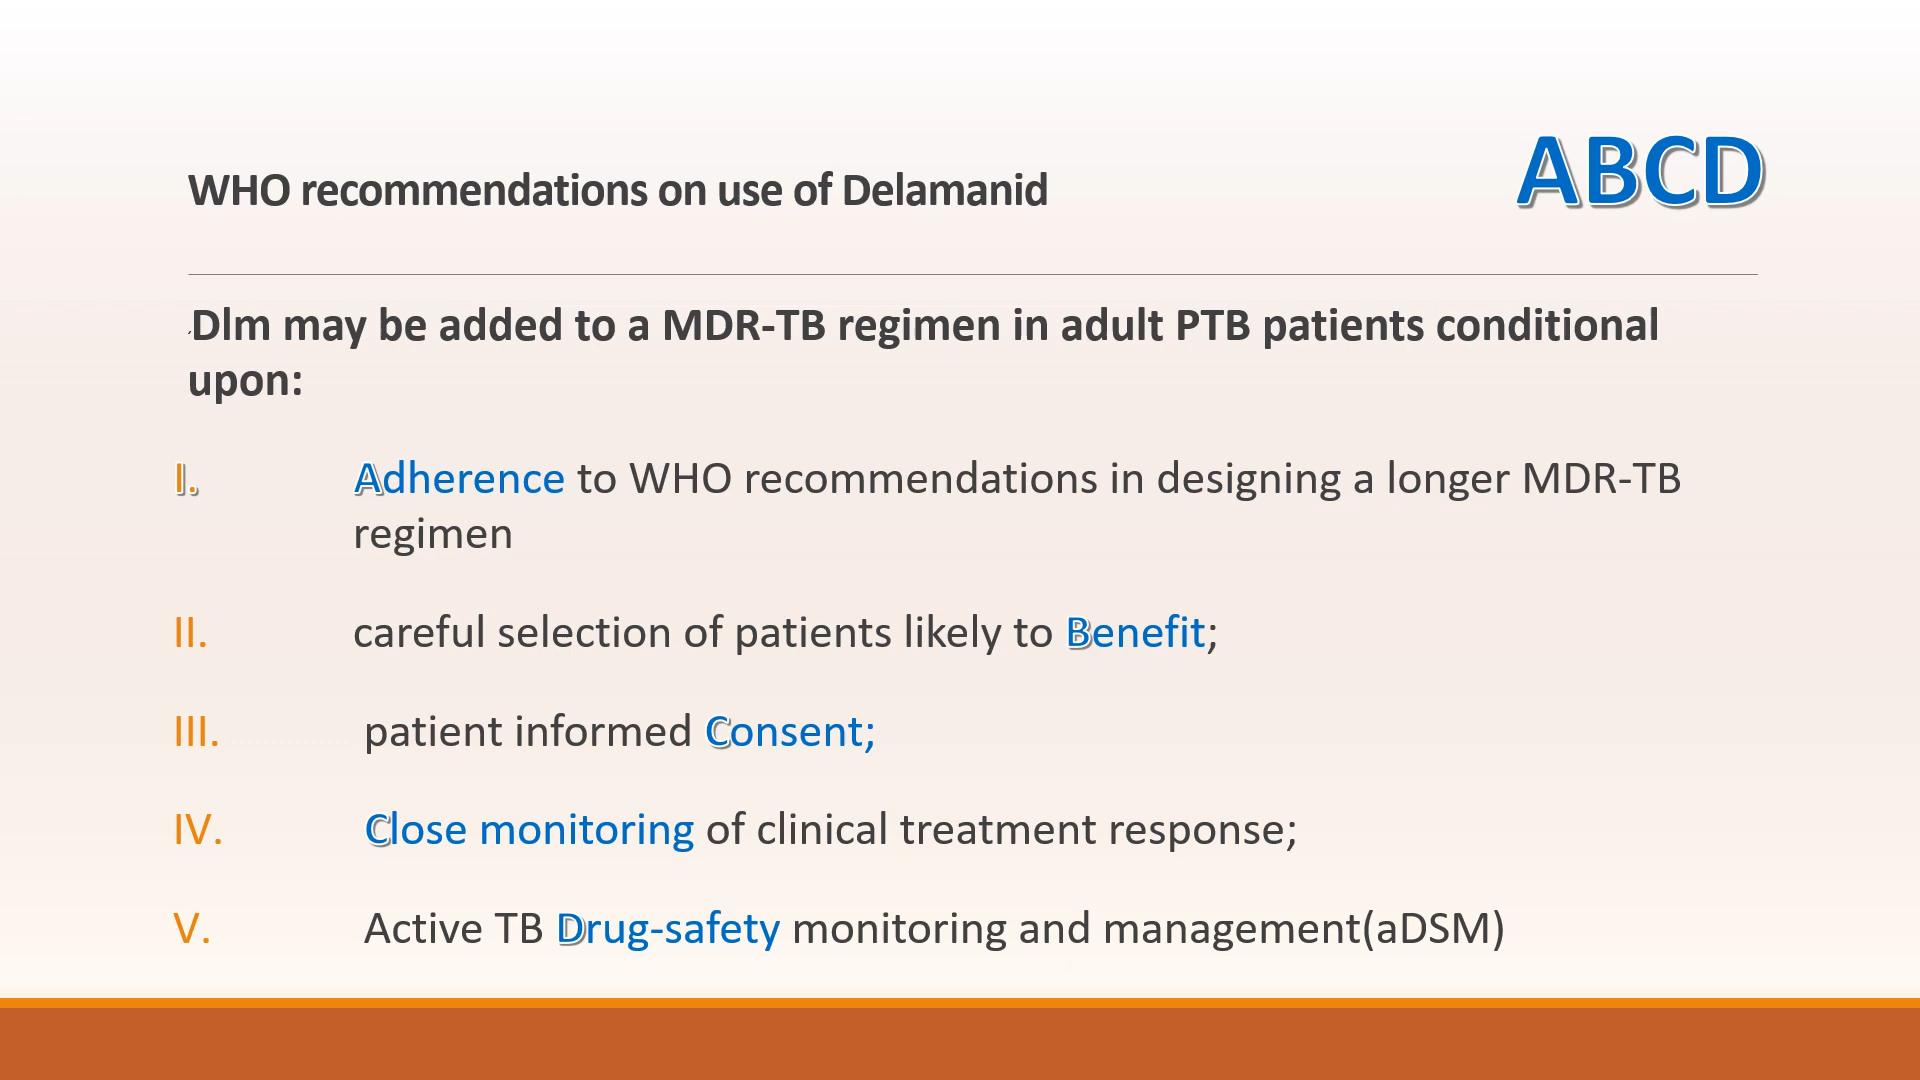 WHO recommendations on use of Delamanid
ABCD
Dlm may be added to a MDR-TB regimen in adult PTB patients conditional
upon:
I. Adherence to WHO recommendations in designing a longer MDR-TB
regimen
II. careful selection of patients likely to Benefit;
III. patient informed Consent;
IV. Close monitoring of clinical treatment response;
V. Active TB Drug-safety monitoring and management(aDSM)